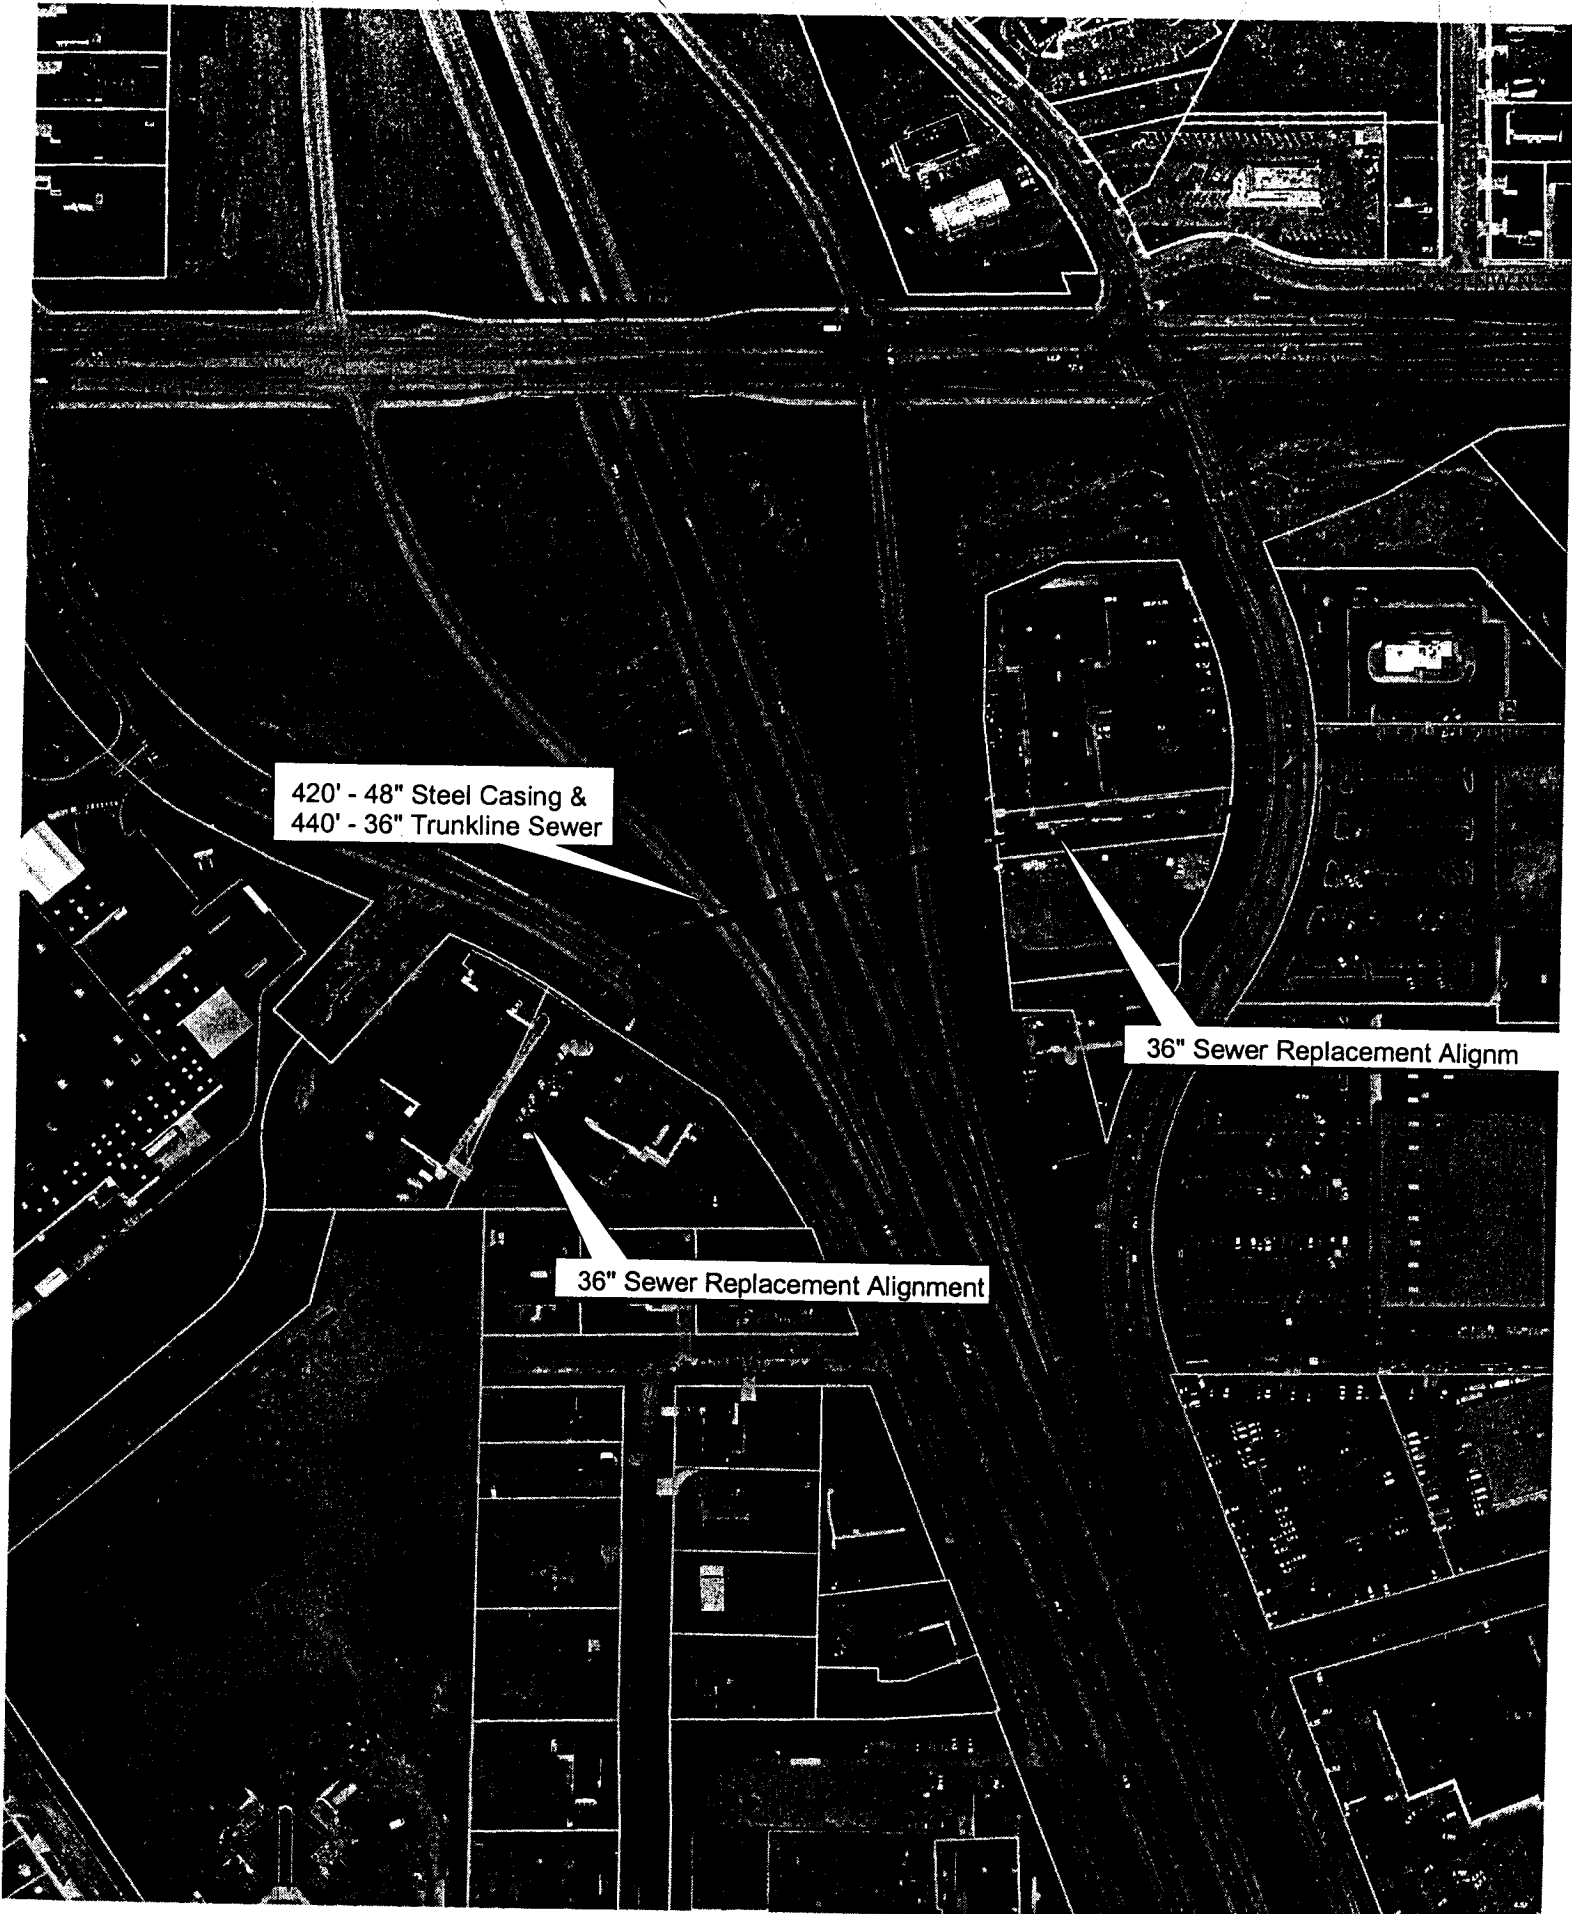 420' - 48" Steel Casing &
440' - 36" Trunkline Sewer
36" Sewer Replacement Alignm
36" Sewer Replacement Alignment